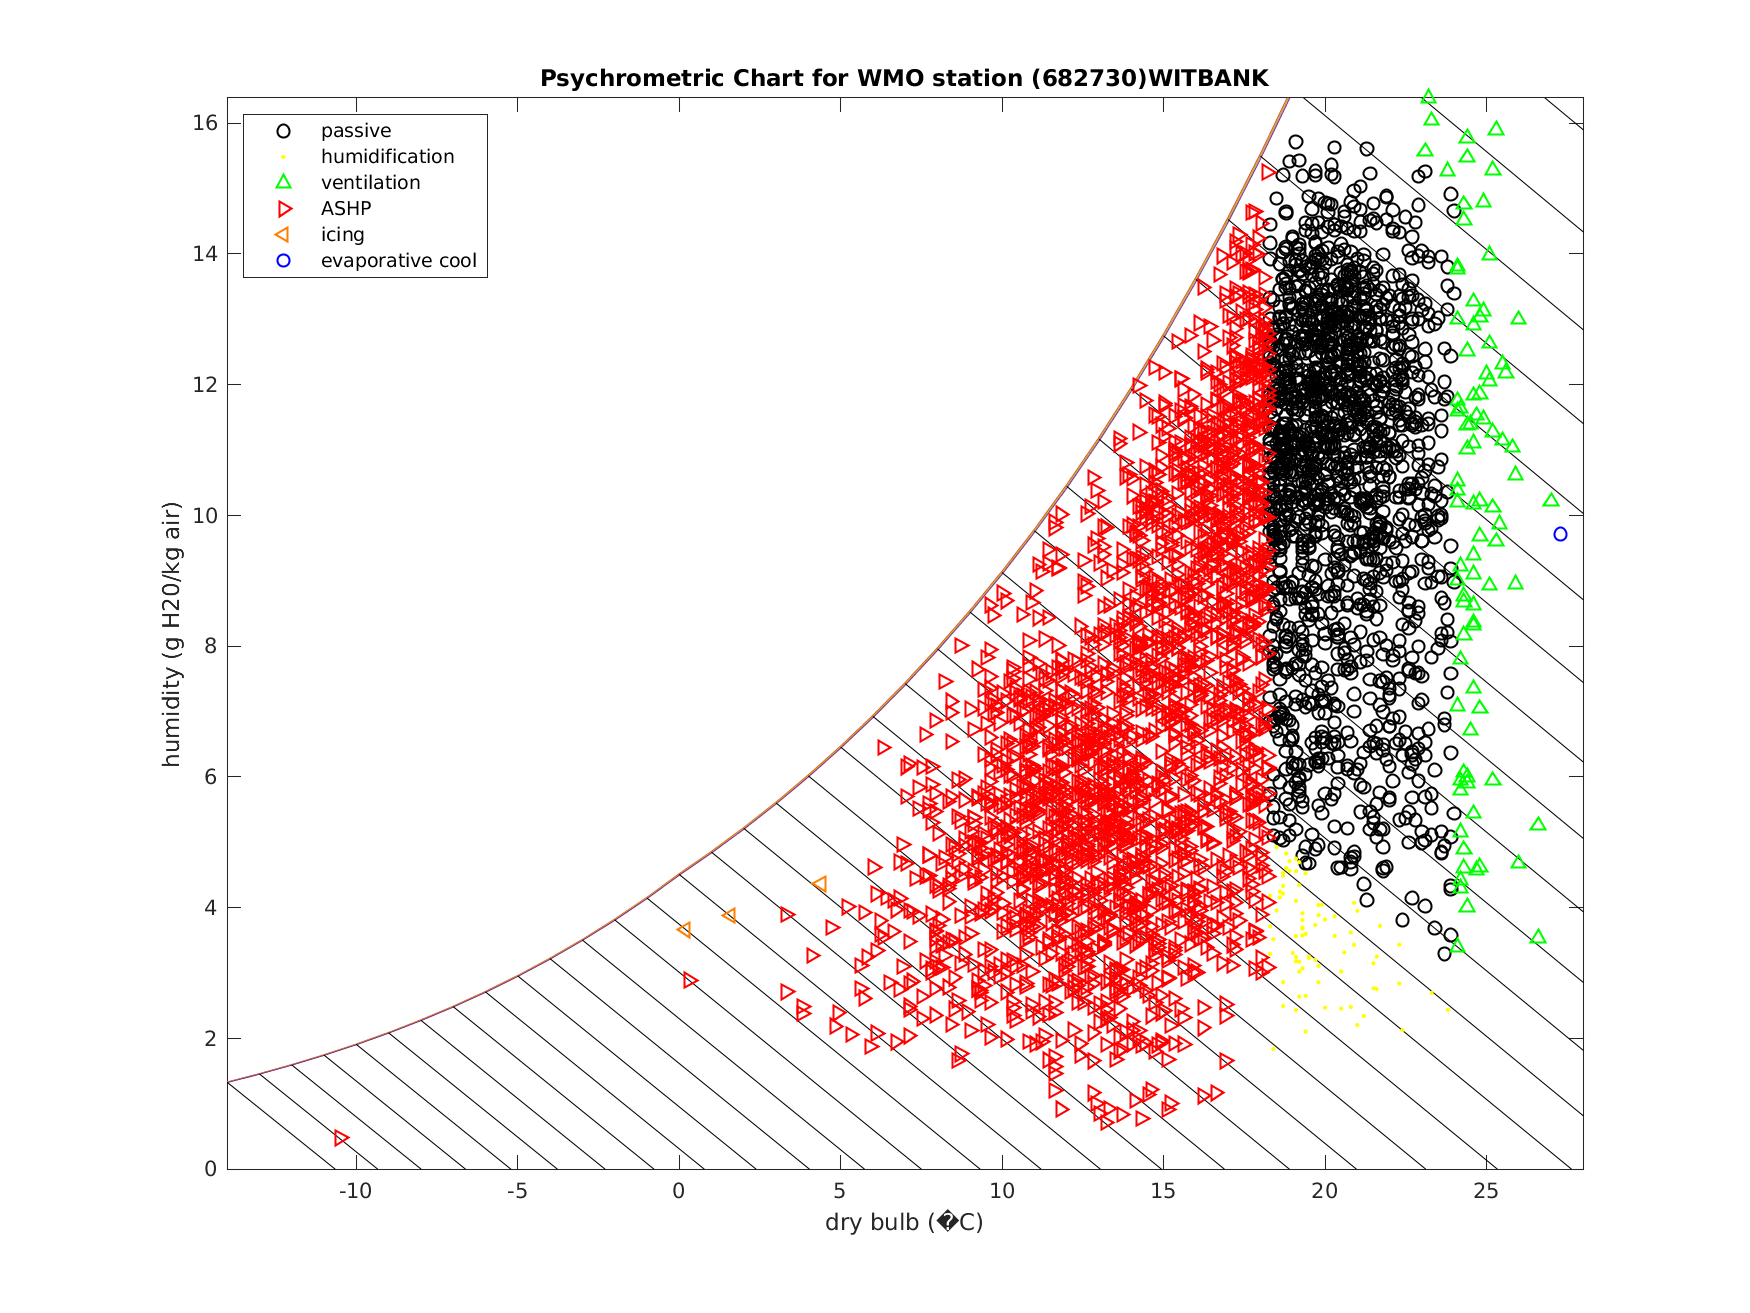 Psychrometric Chart for WMO station (682730)WITBANK
passive
humidification
ventilation
ASHP
icing
evaporative cool
humidity (g H20/kg air)
16
14
12
10
8
6
4
2
0
-10 -5 0 5 10 15 20 25
dry bulb (�C)